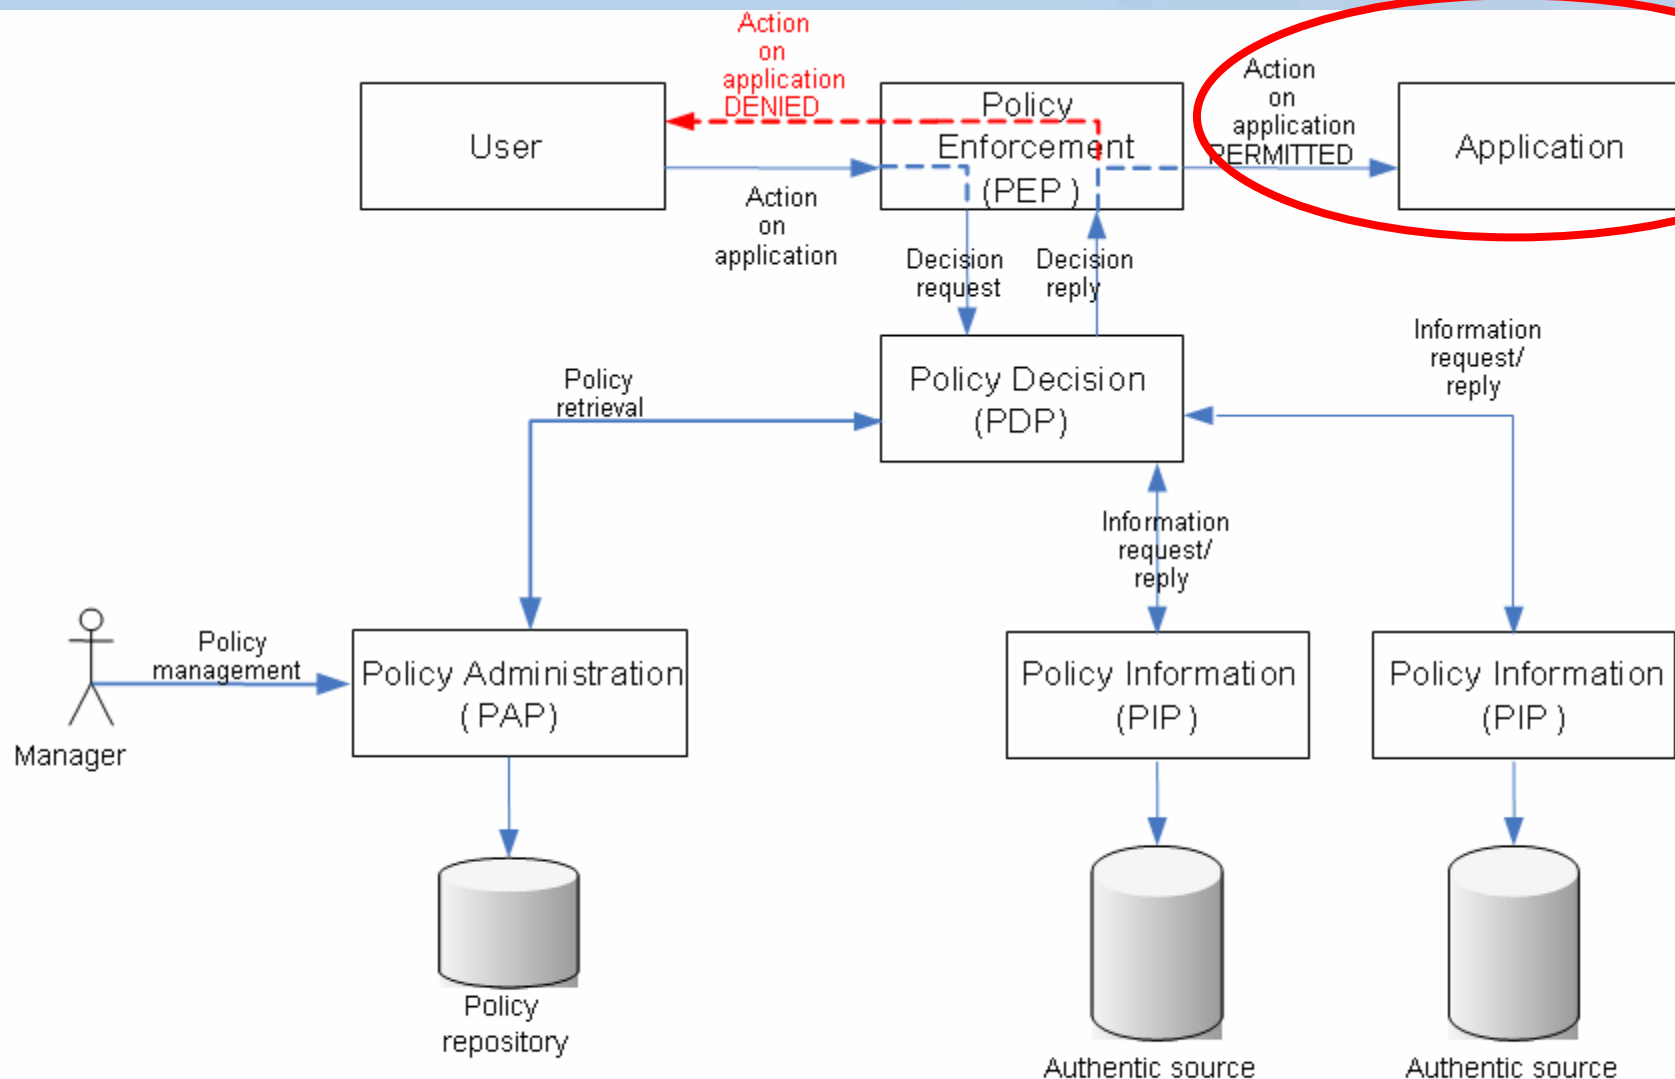 Action
on
application
DENIED
User
Action
on
application
Policy
Enforcement
(PEP )
Action
on
application
PERMITTED
Application
Decision
request
Decision
reply
Policy
retrieval
Policy Decision
(PDP)
Information
request/
reply
Information
request/
reply
Manager
Policy
management
Policy Administration
( PAP)
Policy Information
(PIP )
Policy Information
(PIP )
Policy
repository
Authentic source
Authentic source